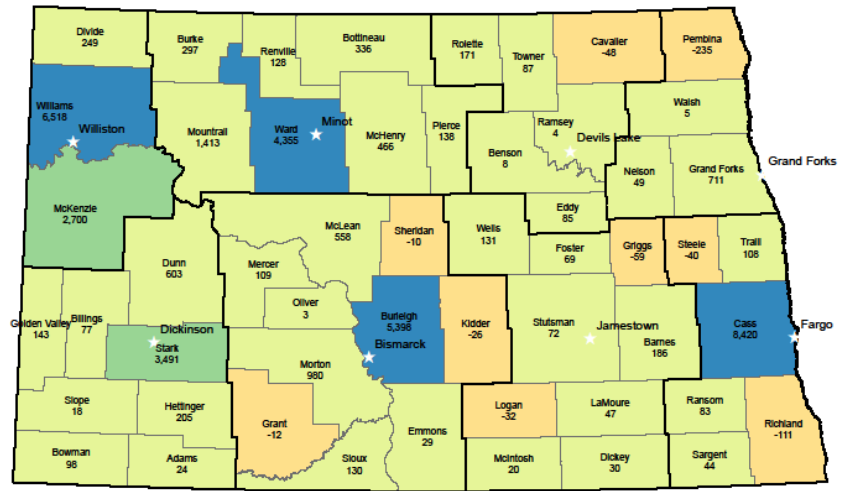 Divide
249
Burke
297
Renville
128
Bottineau
336
Rolette
171
Towner
87
Cavalier
-48
Pembina
-235
Williams
6,518
Williston
Mountrail
1,413
Ward
4,355
Minot
McHenry
466
Pierce
138
Benson
8
Ramsey
4
Devils Lake
Walsh
5
Nelson
49
Grand Forks
711
Grand Forks
McKenzie
2,700
Dunn
603
McLean
558
Sheridan
-10
Wells
131
Eddy
85
Foster
69
Griggs
-59
Steele
-40
Traill
108
Mercer
109
Oliver
3
Golden Valley
143
Billings
77
Dickinson
Stark
3,491
Morton
980
Burleigh
5,398
Bismarck
Kidder
-26
Stutsman
72
Jamestown
Barnes
186
Cass
8,420
Fargo
Slope
18
Hettinger
205
Grant
-12
Emmons
29
Logan
-32
LaMoure
47
Ransom
83
Richland
-111
Bowman
98
Adams
24
Sioux
130
McIntosh
20
Dickey
30
Sargent
44